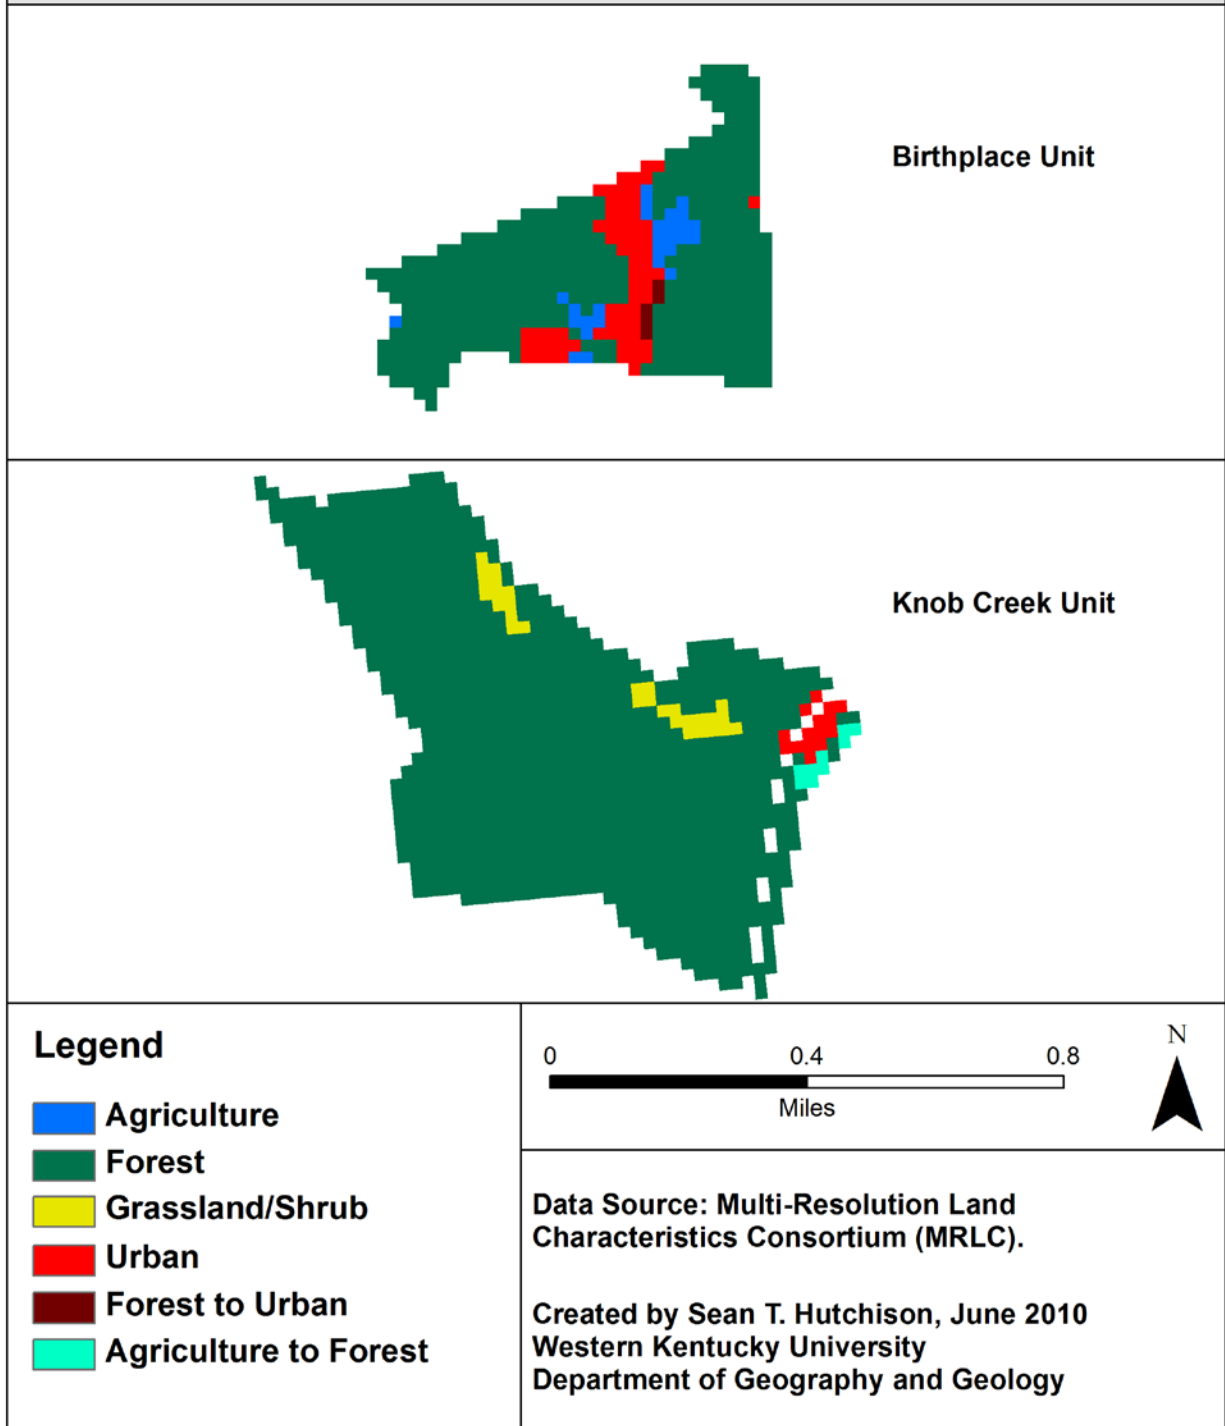 Birthplace Unit
Knob Creek Unit
Legend
Agriculture
Forest
Grassland/Shrub
Urban
Forest to Urban
Agriculture to Forest
0 0.4 0.8
Miles
N
Data Source: Multi-Resolution Land
Characteristics Consortium (MRLC).
Created by Sean T. Hutchison, June 2010
Western Kentucky University
Department of Geography and Geology